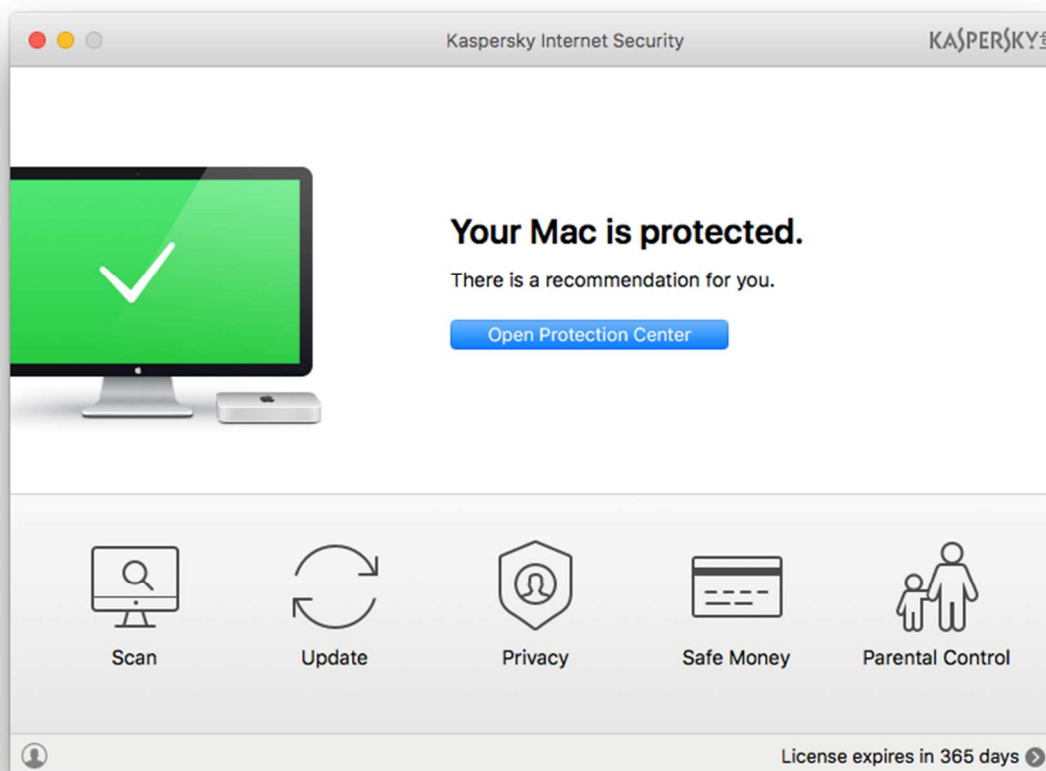 Kaspersky Internet Security
KASPERSKY
Your Mac is protected.
There is a recommendation for you.
Open Protection Center
Scan
Update
Privacy
Safe Money
Parental Control
License expires in 365 days